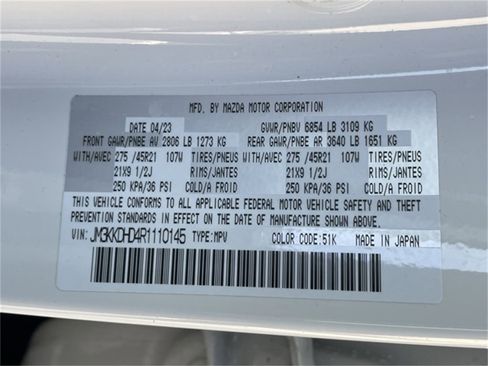 MFD. BY MAZDA MOTOR CORPORATION
DATE 04/23 GVWR/PNBV 6854 LB 3109 KG
FRONT GAWR/PNBE AV 2806 LB 1273 KG REAR GAWR/PNBE AR 3640 LB 1651 KG
WITH/AVEC 275 /45R21 107W TIRES/PNEUS WITH/AVEC 275 /45R21 107W TIRES/PNEUS
21X9 1/2J RIMS/JANTES 21X9 1/2J RIMS/JANTES
250 KPA/36 PSI COLD/A FROID 250 KPA/36 PSI COLD/A FROID
THIS VEHICLE CONFORMS TO ALL APPLICABLE FEDERAL MOTOR VEHICLE SAFETY AND THEFT
PREVENTION STANDARDS IN EFFECT ON THE DATE OF MANUFACTURE SHOWN ABOVE.
VIN: JM3KKDHD4R1110145 TYPE:MPV COLOR CODE:51K MADE IN JAPAN